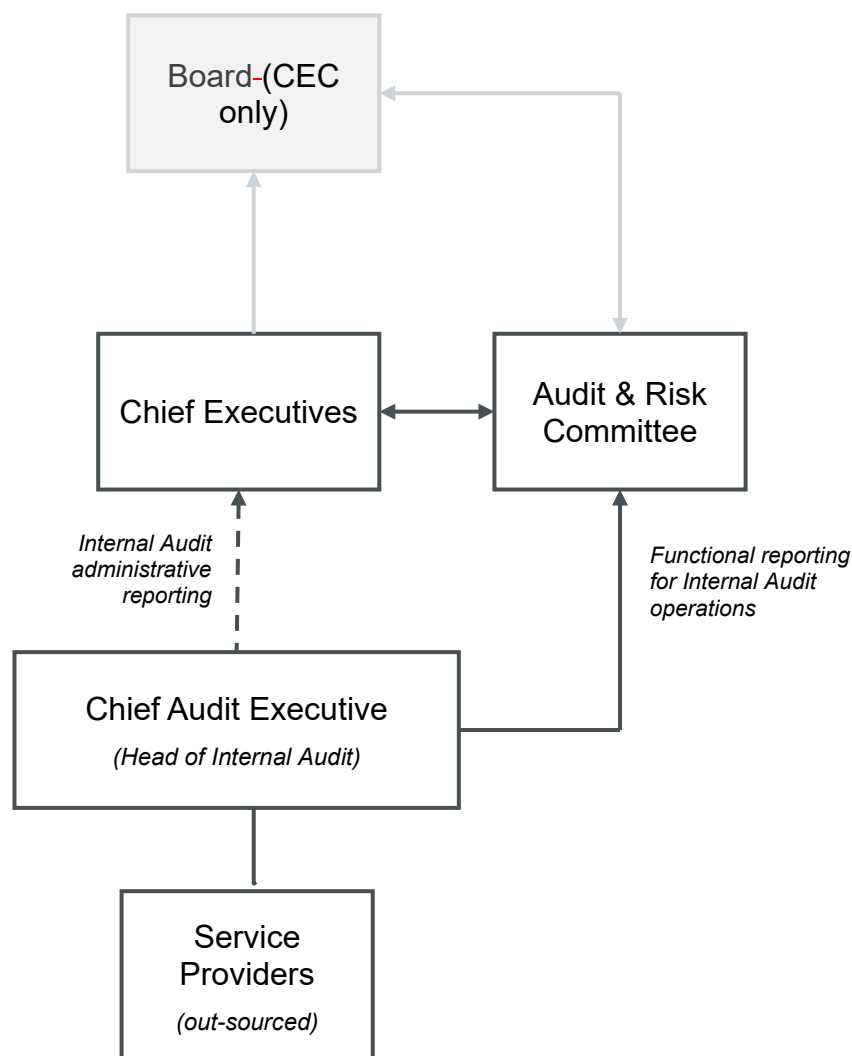 Board-(CEC
only)
Chief Executives
Audit & Risk
Committee
Internal Audit
administrative
reporting
Functional reporting
for Internal Audit
operations
Chief Audit Executive
(Head of Internal Audit)
Service
Providers
(out-sourced)